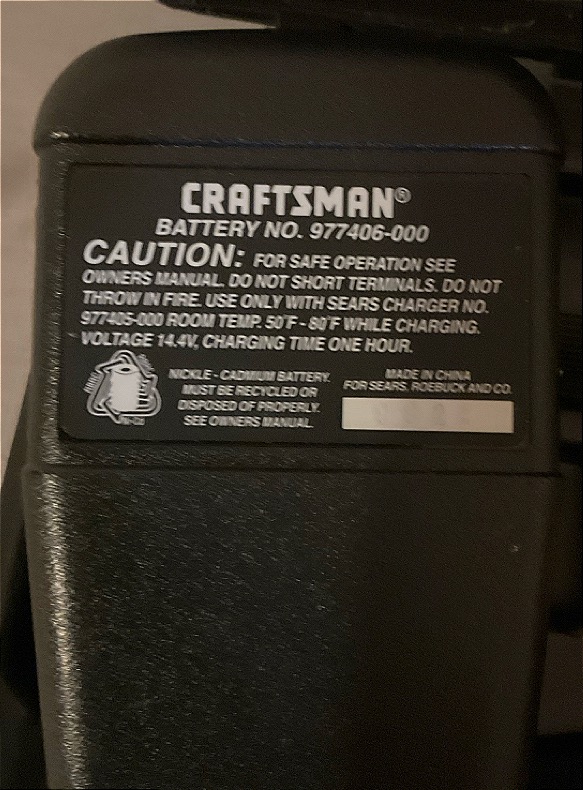 CRAFTSMAN®
BATTERY NO. 977406-000
CAUTION: FOR SAFE OPERATION SEE
OWNERS MANUAL. DO NOT SHORT TERMINALS. DO NOT
THROW IN FIRE. USE ONLY WITH SEARS CHARGER NO.
977405-000 ROOM TEMP. 50°F - 80°F WHILE CHARGING.
VOLTAGE 14.4V, CHARGING TIME ONE HOUR.
NICKLE - CADMIUM BATTERY.
MUST BE RECYCLED OR
DISPOSED OF PROPERLY.
SEE OWNERS MANUAL.
MADE IN CHINA
FOR SEARS, ROEBUCK AND CO.
Ni-Cd